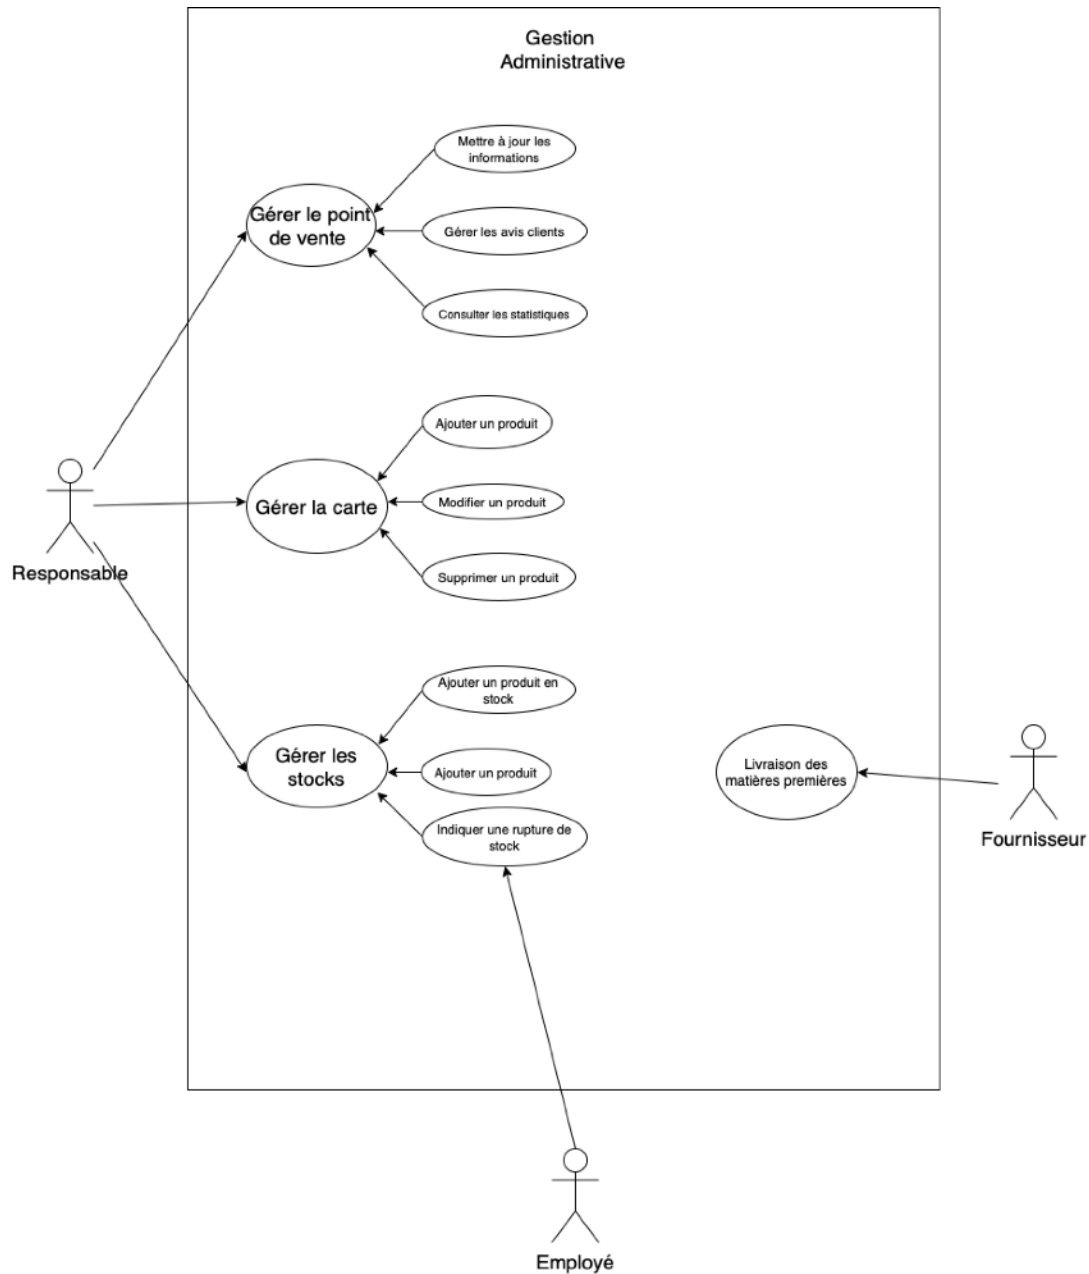 Gestion
Administrative
Mettre à jour les
informations
Gérer le point
de vente
Gérer les avis clients
Consulter les statistiques
Ajouter un produit
Gérer la carte
Modifier un produit
Supprimer un produit
Responsable
Ajouter un produit en
stock
Gérer les
stocks
Ajouter un produit
Indiquer une rupture de
stock
Livraison des
matières premières
Fournisseur
Employé